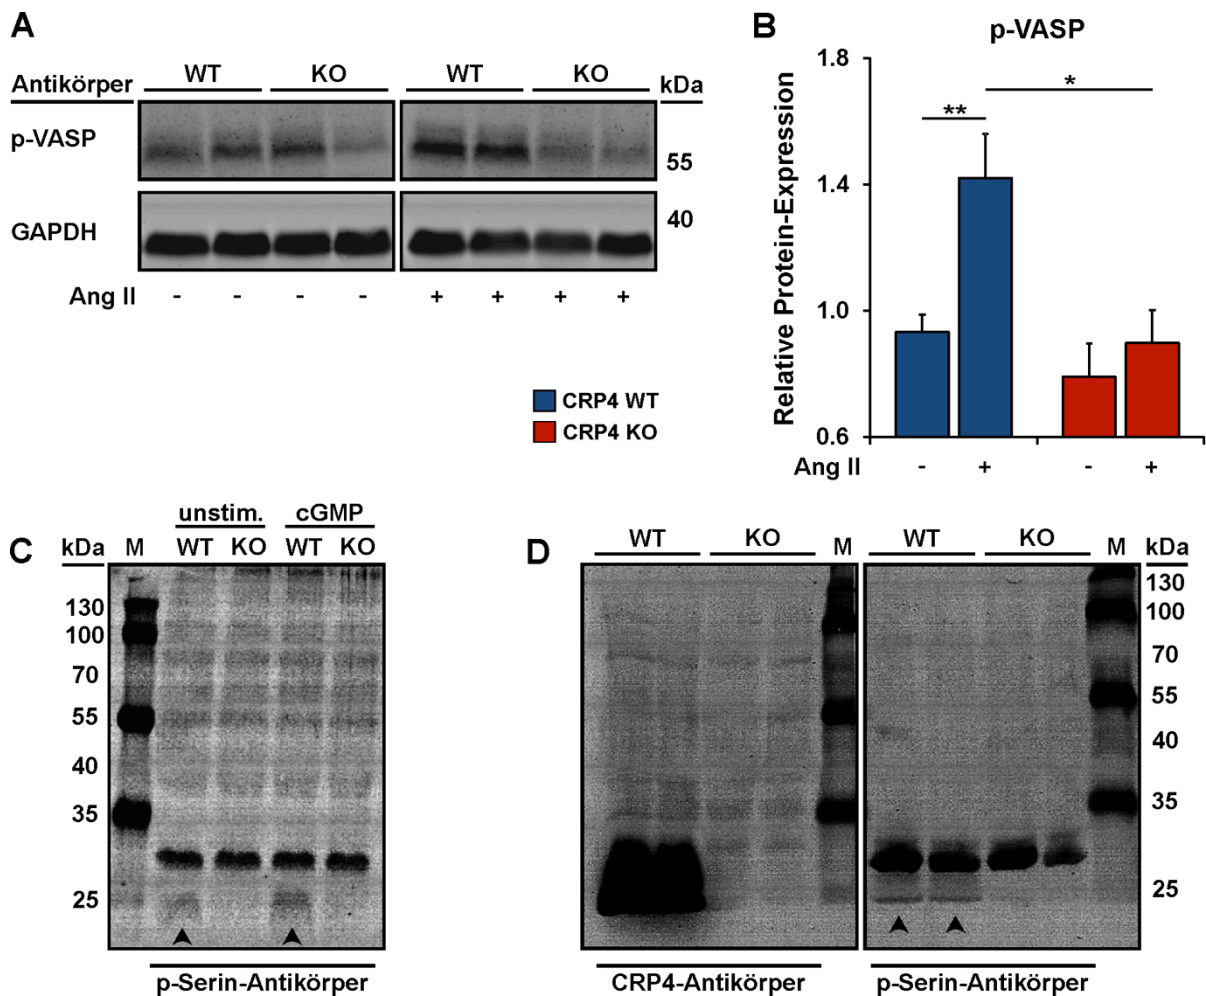 A
Antikörper WT KO WT KO kDa
p-VASP
55
40
GAPDH
Ang II - - - - + + + +
CRP4 WT
CRP4 KO
B
p-VASP
Relative Protein-Expression
1.8
1.4
1.0
0.6
**
*
Ang II - + - +
C
unstim. cGMP
kDa M WT KO WT KO
130
100
70
55
40
35
25
p-Serin-Antikörper
D
WT KO M WT KO M kDa
130
100
70
55
40
35
25
CRP4-Antikörper p-Serin-Antikörper